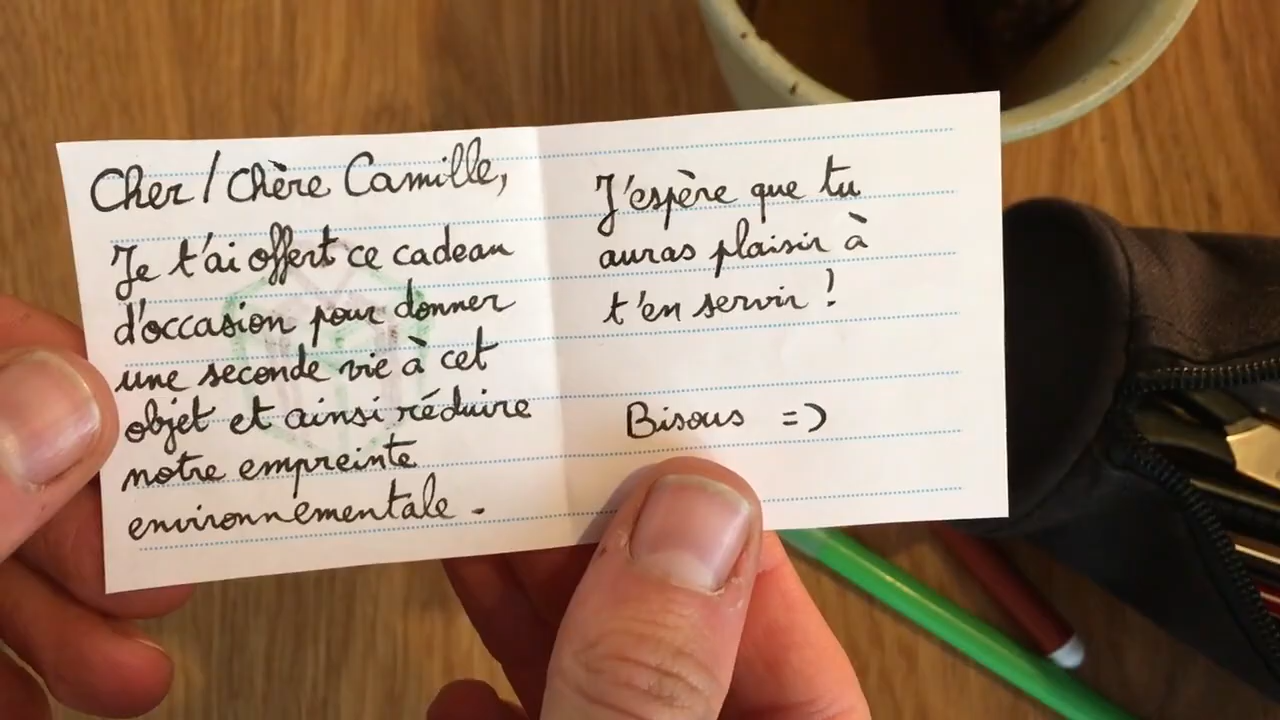 Cher / Chère Camille,
Je t'ai offert ce cadeau
d'occasion pour donner
une seconde vie à cet
objet et ainsi réduire
notre empreinte
environnementale.
J'espère que tu
auras plaisir à
t'en servir !
Bisous =)